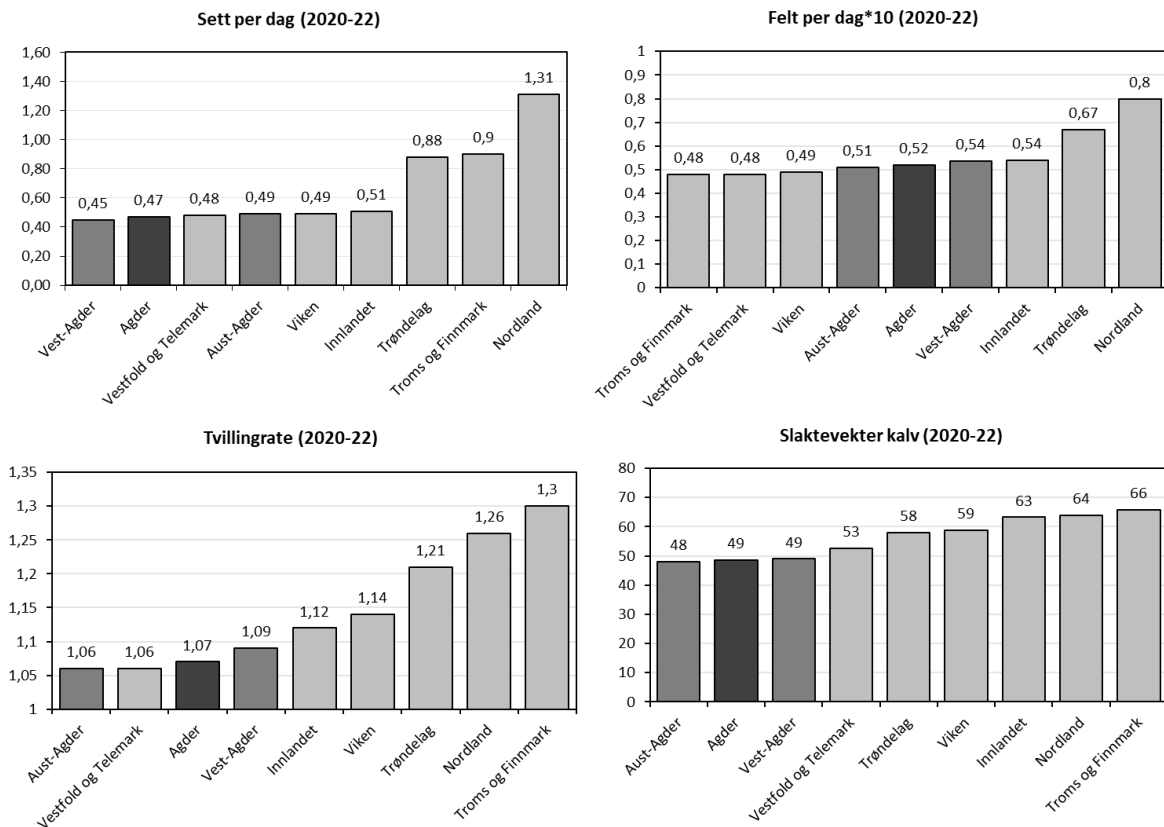 Sett per dag (2020-22)
1,60
1,40
1,20
1,00
0,80
0,60
0,40
0,20
0,00
0,45
0,47
0,48
0,49
0,49
0,51
0,88
0,9
1,31
Vest-Agder
Agder
Vestfold og Telemark
Aust-Agder
Viken
Innlandet
Trøndelag
Troms og Finnmark
Nordland
Felt per dag*10 (2020-22)
1
0,9
0,8
0,7
0,6
0,5
0,4
0,3
0,2
0,1
0
0,48
0,48
0,49
0,51
0,52
0,54
0,54
0,67
0,8
Troms og Finnmark
Vestfold og Telemark
Viken
Aust-Agder
Agder
Vest-Agder
Innlandet
Trøndelag
Nordland
Tvillingrate (2020-22)
1,35
1,3
1,25
1,2
1,15
1,1
1,05
1
1,06
1,06
1,07
1,09
1,12
1,14
1,21
1,26
1,3
Aust-Agder
Vestfold og Telemark
Agder
Vest-Agder
Innlandet
Viken
Trøndelag
Nordland
Troms og Finnmark
Slaktevekter kalv (2020-22)
80
70
60
50
40
30
20
10
0
48
49
49
53
58
59
63
64
66
Aust-Agder
Agder
Vest-Agder
Vestfold og Telemark
Trøndelag
Viken
Innlandet
Nordland
Troms og Finnmark